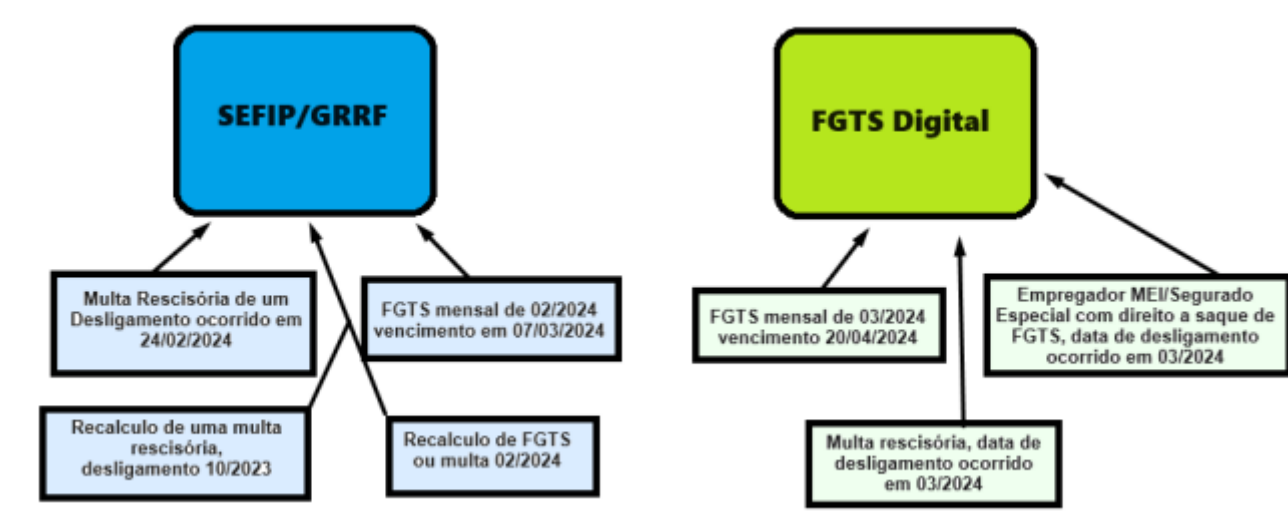 SEFIP/GRRF
Multa Rescisória de um
Desligamento ocorrido em
24/02/2024
FGTS mensal de 02/2024
vencimento em 07/03/2024
Recalculo de uma multa
rescisória,
desligamento 10/2023
Recalculo de FGTS
ou multa 02/2024
FGTS Digital
FGTS mensal de 03/2024
vencimento 20/04/2024
Empregador MEI/Segurado
Especial com direito a saque de
FGTS, data de desligamento
ocorrido em 03/2024
Multa rescisória, data de
desligamento ocorrido
em 03/2024